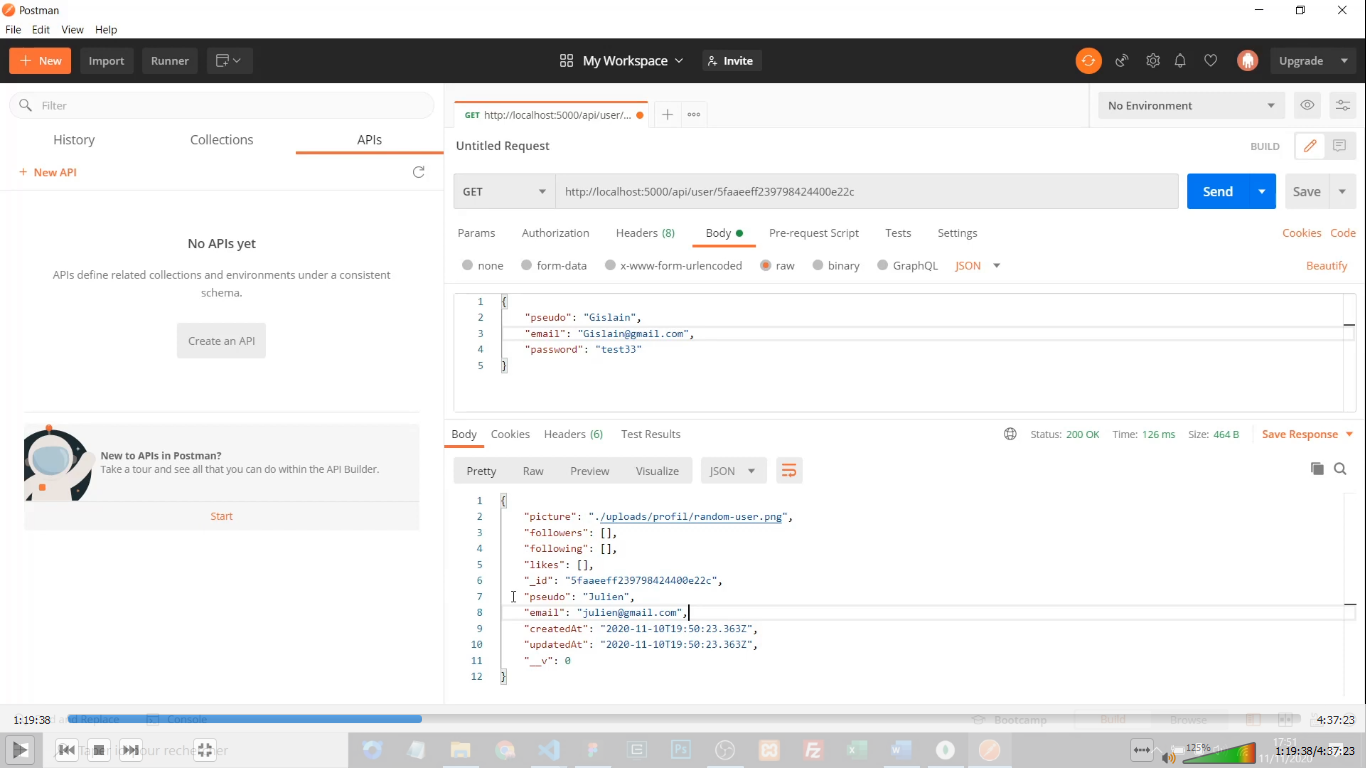 Postman
File Edit View Help
New Import Runner My Workspace Invite Upgrade
Filter
History Collections APIs
New API
No APIs yet
APIs define related collections and environments under a consistent
schema.
Create an API
New to APIs in Postman?
Take a tour and see all that you can do within the API Builder.
Start
GET http://localhost:5000/api/user/...
No Environment
Untitled Request
BUILD
GET http://localhost:5000/api/user/5faaeeff239798424400e22c Send Save
Params Authorization Headers (8) Body Pre-request Script Tests Settings Cookies Code
none form-data x-www-form-urlencoded raw binary GraphQL JSON Beautify
1 {
2 "pseudo": "Gislain",
3 "email": "Gislain@gmail.com",
4 "password": "test33"
5 }
Body Cookies Headers (6) Test Results Status: 200 OK Time: 126 ms Size: 464 B Save Response
Pretty Raw Preview Visualize JSON
1 {
2 "picture": "./uploads/profil/random-user.png",
3 "followers": [],
4 "following": [],
5 "likes": [],
6 "_id": "5faaeeff239798424400e22c",
7 "pseudo": "Julien",
8 "email": "julien@gmail.com",
9 "createdAt": "2020-11-10T19:50:23.363Z",
10 "updatedAt": "2020-11-10T19:50:23.363Z",
11 "__v": 0
12 }
1:19:38 and Replace Console Bootcamp Build Browse 4:37:23
125% 17:51
1:19:38/4:37:23
11/11/2020